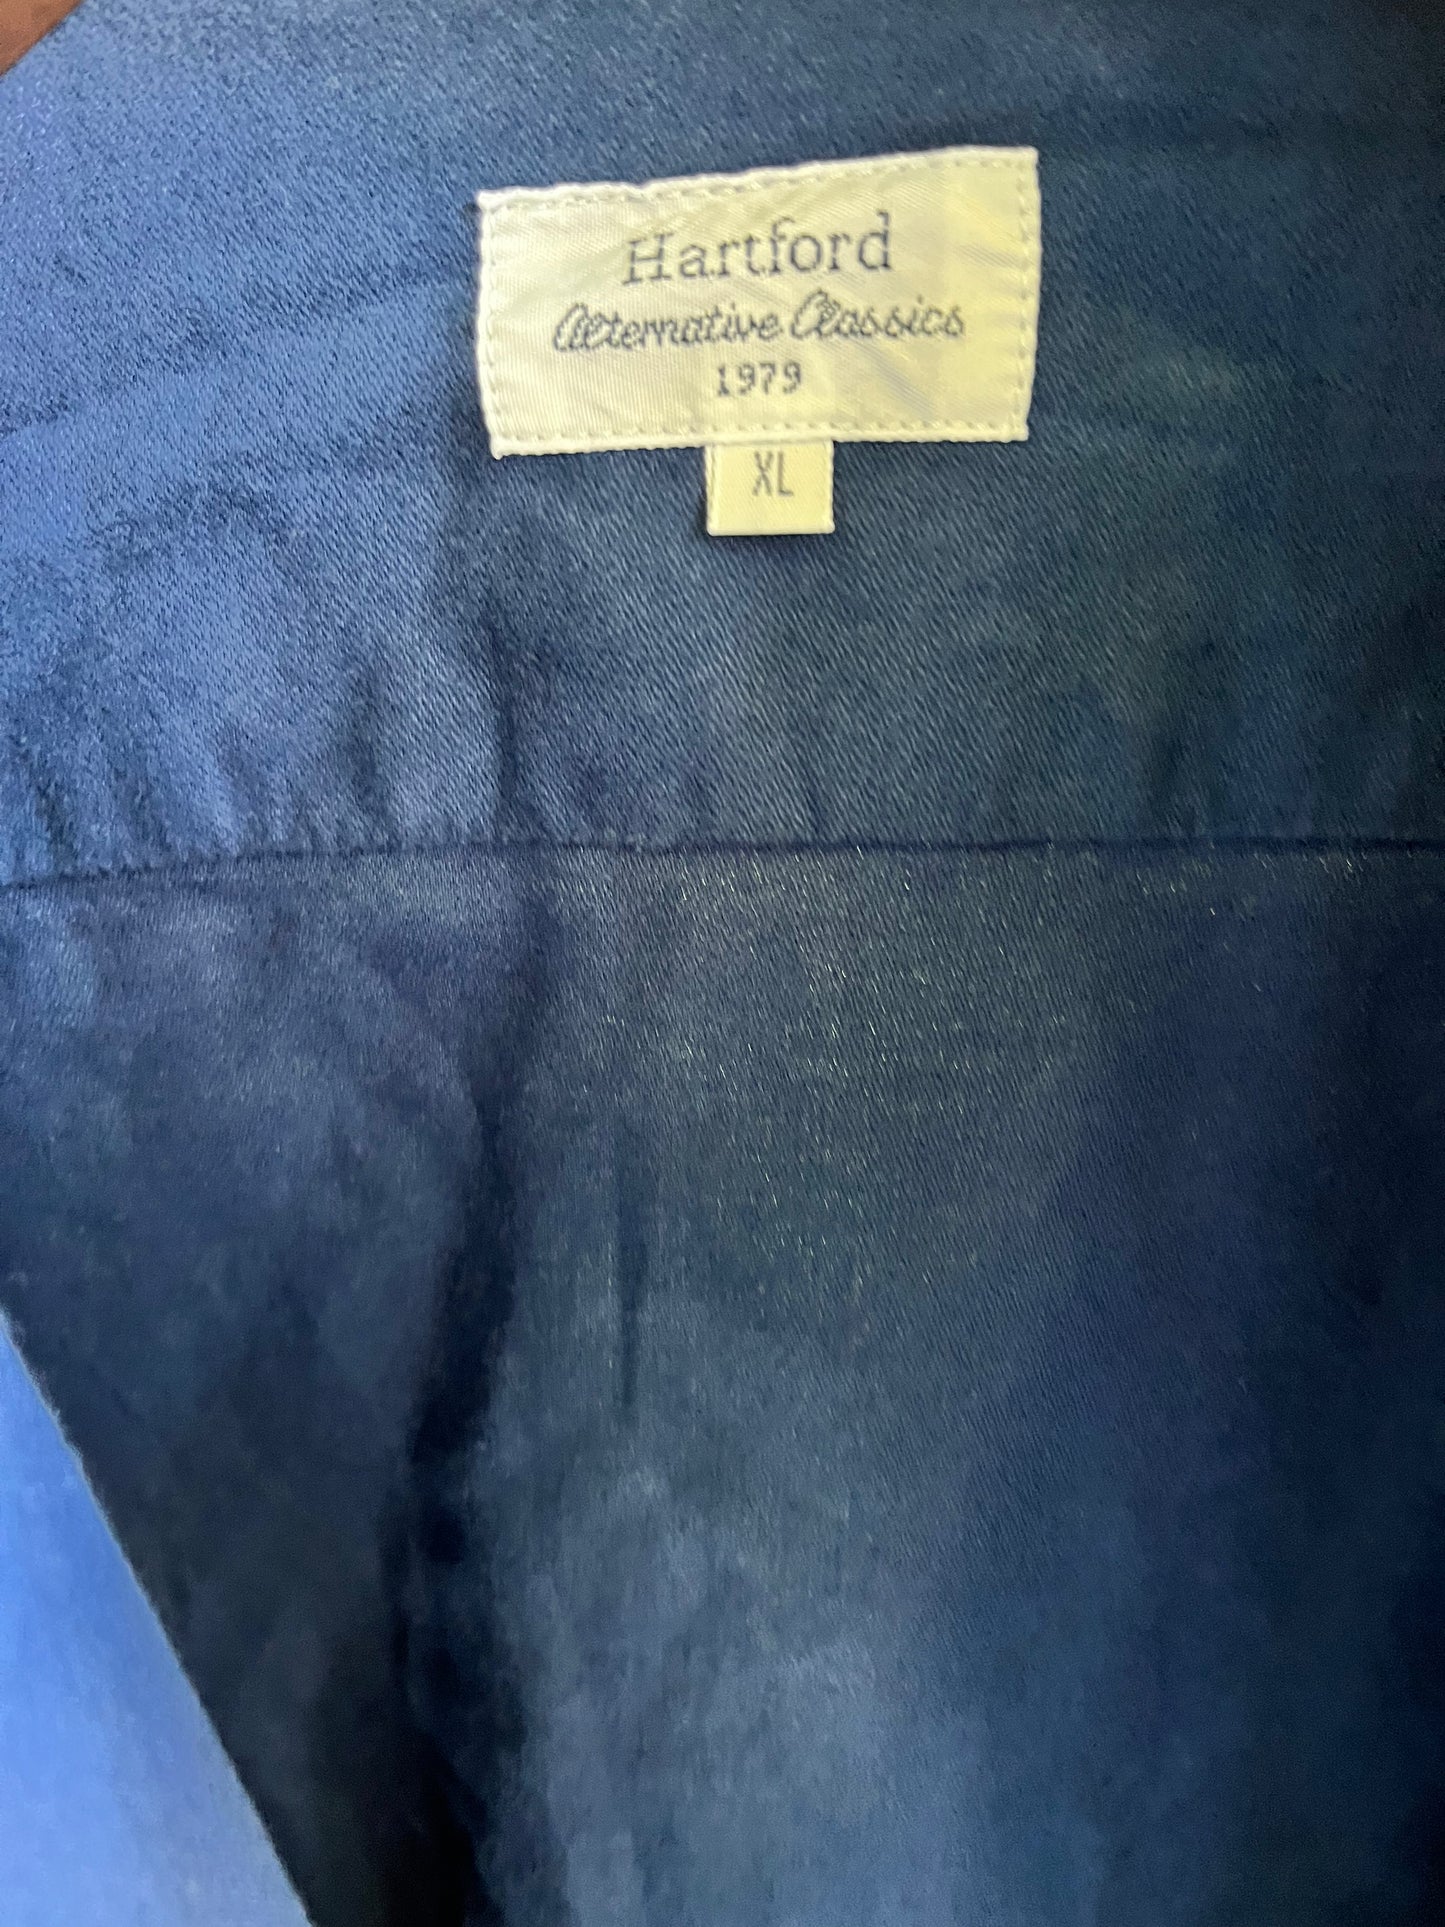 Hartford
Alternative Classics
1979
XL